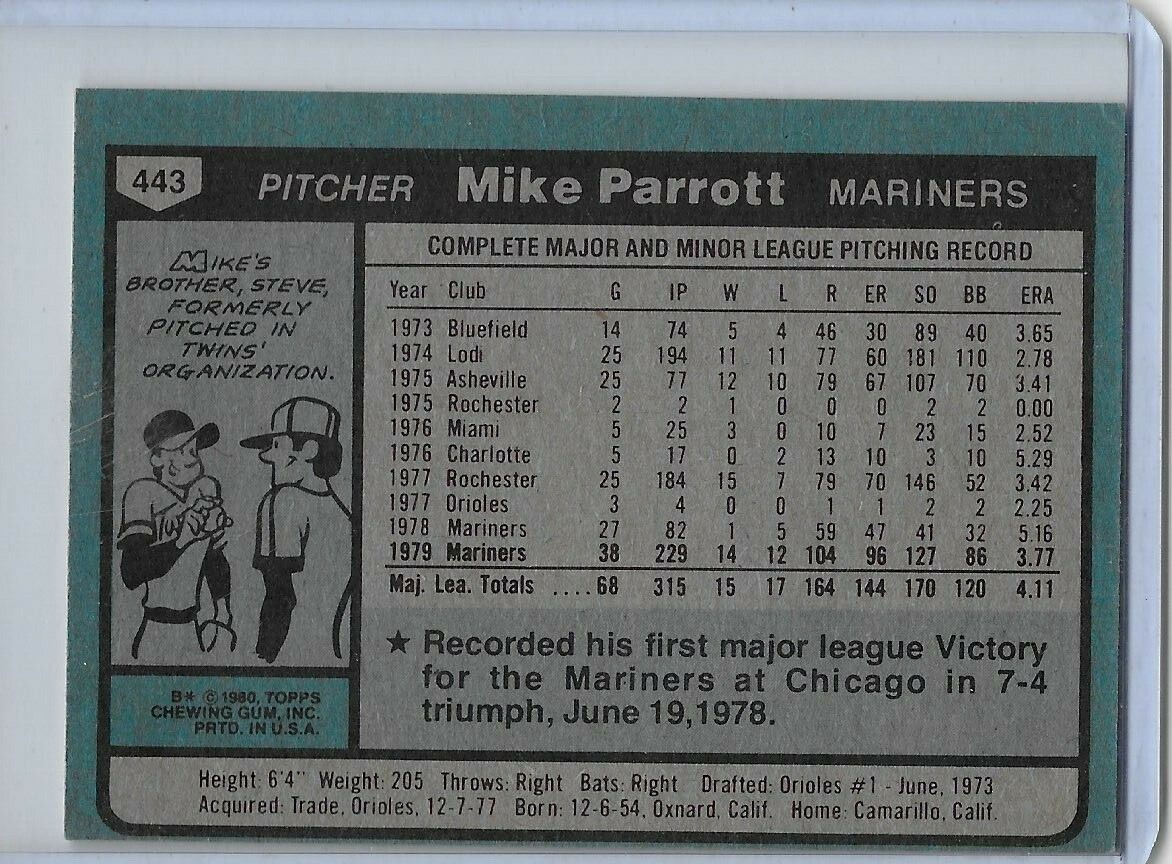 443 PITCHER Mike Parrott MARINERS
MIKE'S
BROTHER, STEVE,
FORMERLY
PITCHED IN
TWINS'
ORGANIZATION.
COMPLETE MAJOR AND MINOR LEAGUE PITCHING RECORD
Year Club G IP W L R ER SO BB ERA
1973 Bluefield 14 74 5 4 46 30 89 40 3.65
1974 Lodi 25 194 11 11 77 60 181 110 2.78
1975 Asheville 25 77 12 10 79 67 107 70 3.41
1975 Rochester 2 2 1 0 0 0 2 2 0.00
1976 Miami 5 25 3 0 10 7 23 15 2.52
1976 Charlotte 5 17 0 2 13 10 3 10 5.29
1977 Rochester 25 184 15 7 79 70 146 52 3.42
1977 Orioles 3 4 0 0 1 1 2 2 2.25
1978 Mariners 27 82 1 5 59 47 41 32 5.16
1979 Mariners 38 229 14 12 104 96 127 86 3.77
Maj. Lea. Totals ....68 315 15 17 164 144 170 120 4.11
★ Recorded his first major league Victory
for the Mariners at Chicago in 7-4
triumph, June 19,1978.
B* © 1980, TOPPS
CHEWING GUM, INC.
PRTD. IN U.S.A.
Height: 6'4" Weight: 205 Throws: Right Bats: Right Drafted: Orioles #1 - June, 1973
Acquired: Trade, Orioles, 12-7-77 Born: 12-6-54, Oxnard, Calif. Home: Camarillo, Calif.